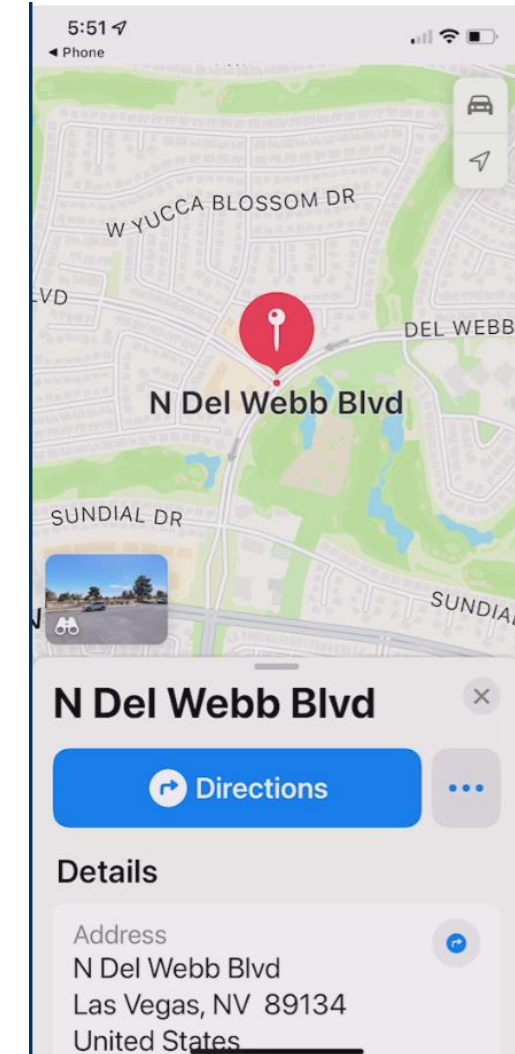 5:51
◀ Phone
W YUCCA BLOSSOM DR
LVD
DEL WEBB
N Del Webb Blvd
SUNDIAL DR
SUNDIA
N Del Webb Blvd
Directions
Details
Address
N Del Webb Blvd
Las Vegas, NV 89134
United States